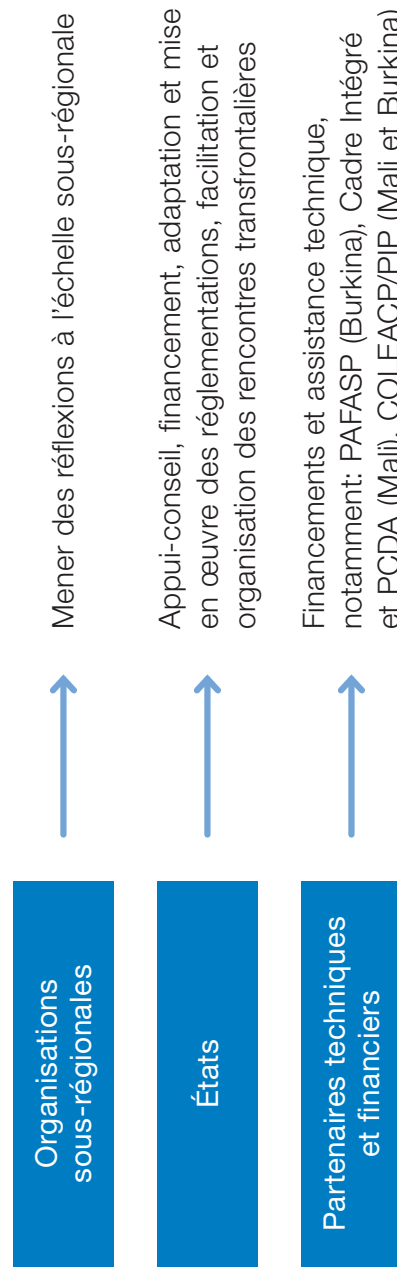 Organisations
sous-régionales
Mener des réflexions à l'échelle sous-régionale
États
Appui-conseil, financement, adaptation et mise
en œuvre des réglementations, facilitation et
organisation des rencontres transfrontalières
Partenaires techniques
et financiers
Financements et assistance technique,
notamment: PAFASP (Burkina), Cadre Intégré
et PCDA (Mali), COLEACP/PIP (Mali et Burkina)